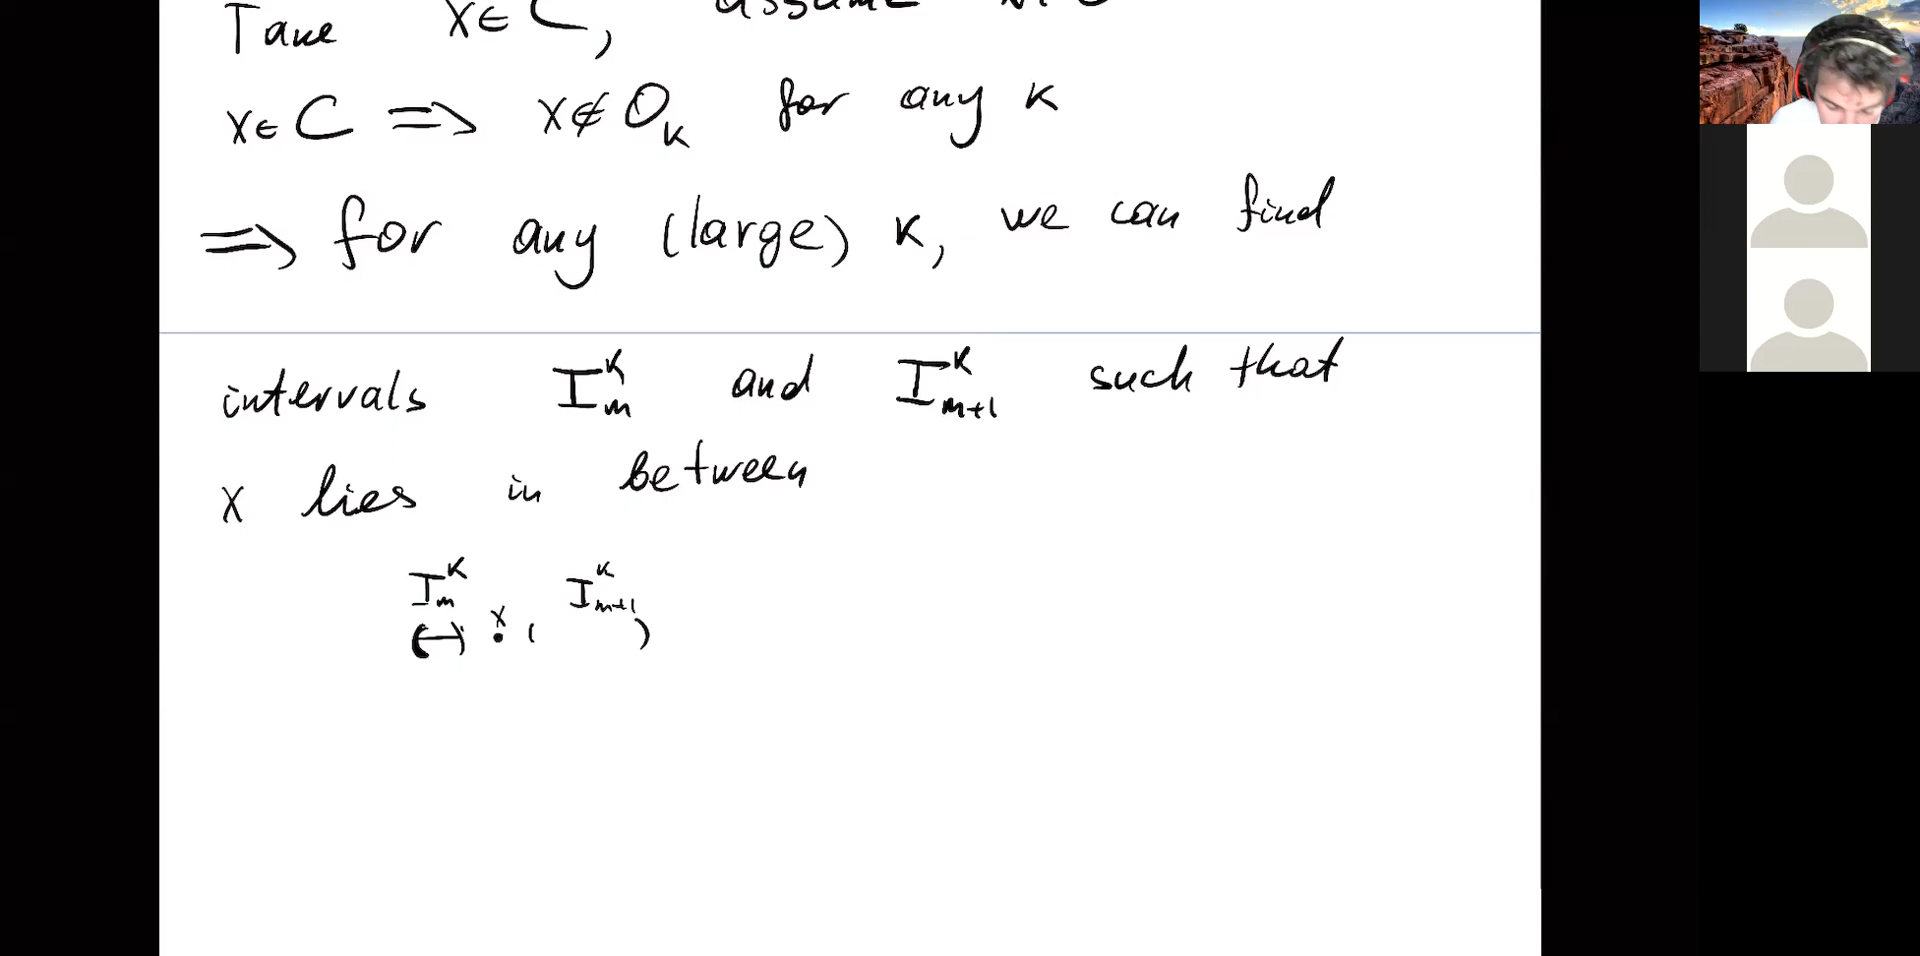 Take x∈C, assume
x∈C ⟹ x∉O_k for any k
⟹ for any (large) k, we can find
intervals I_m^k and I_{m+1}^k such that
x lies in between
I_m^k I_{m+1}^k
(—) x • ( )